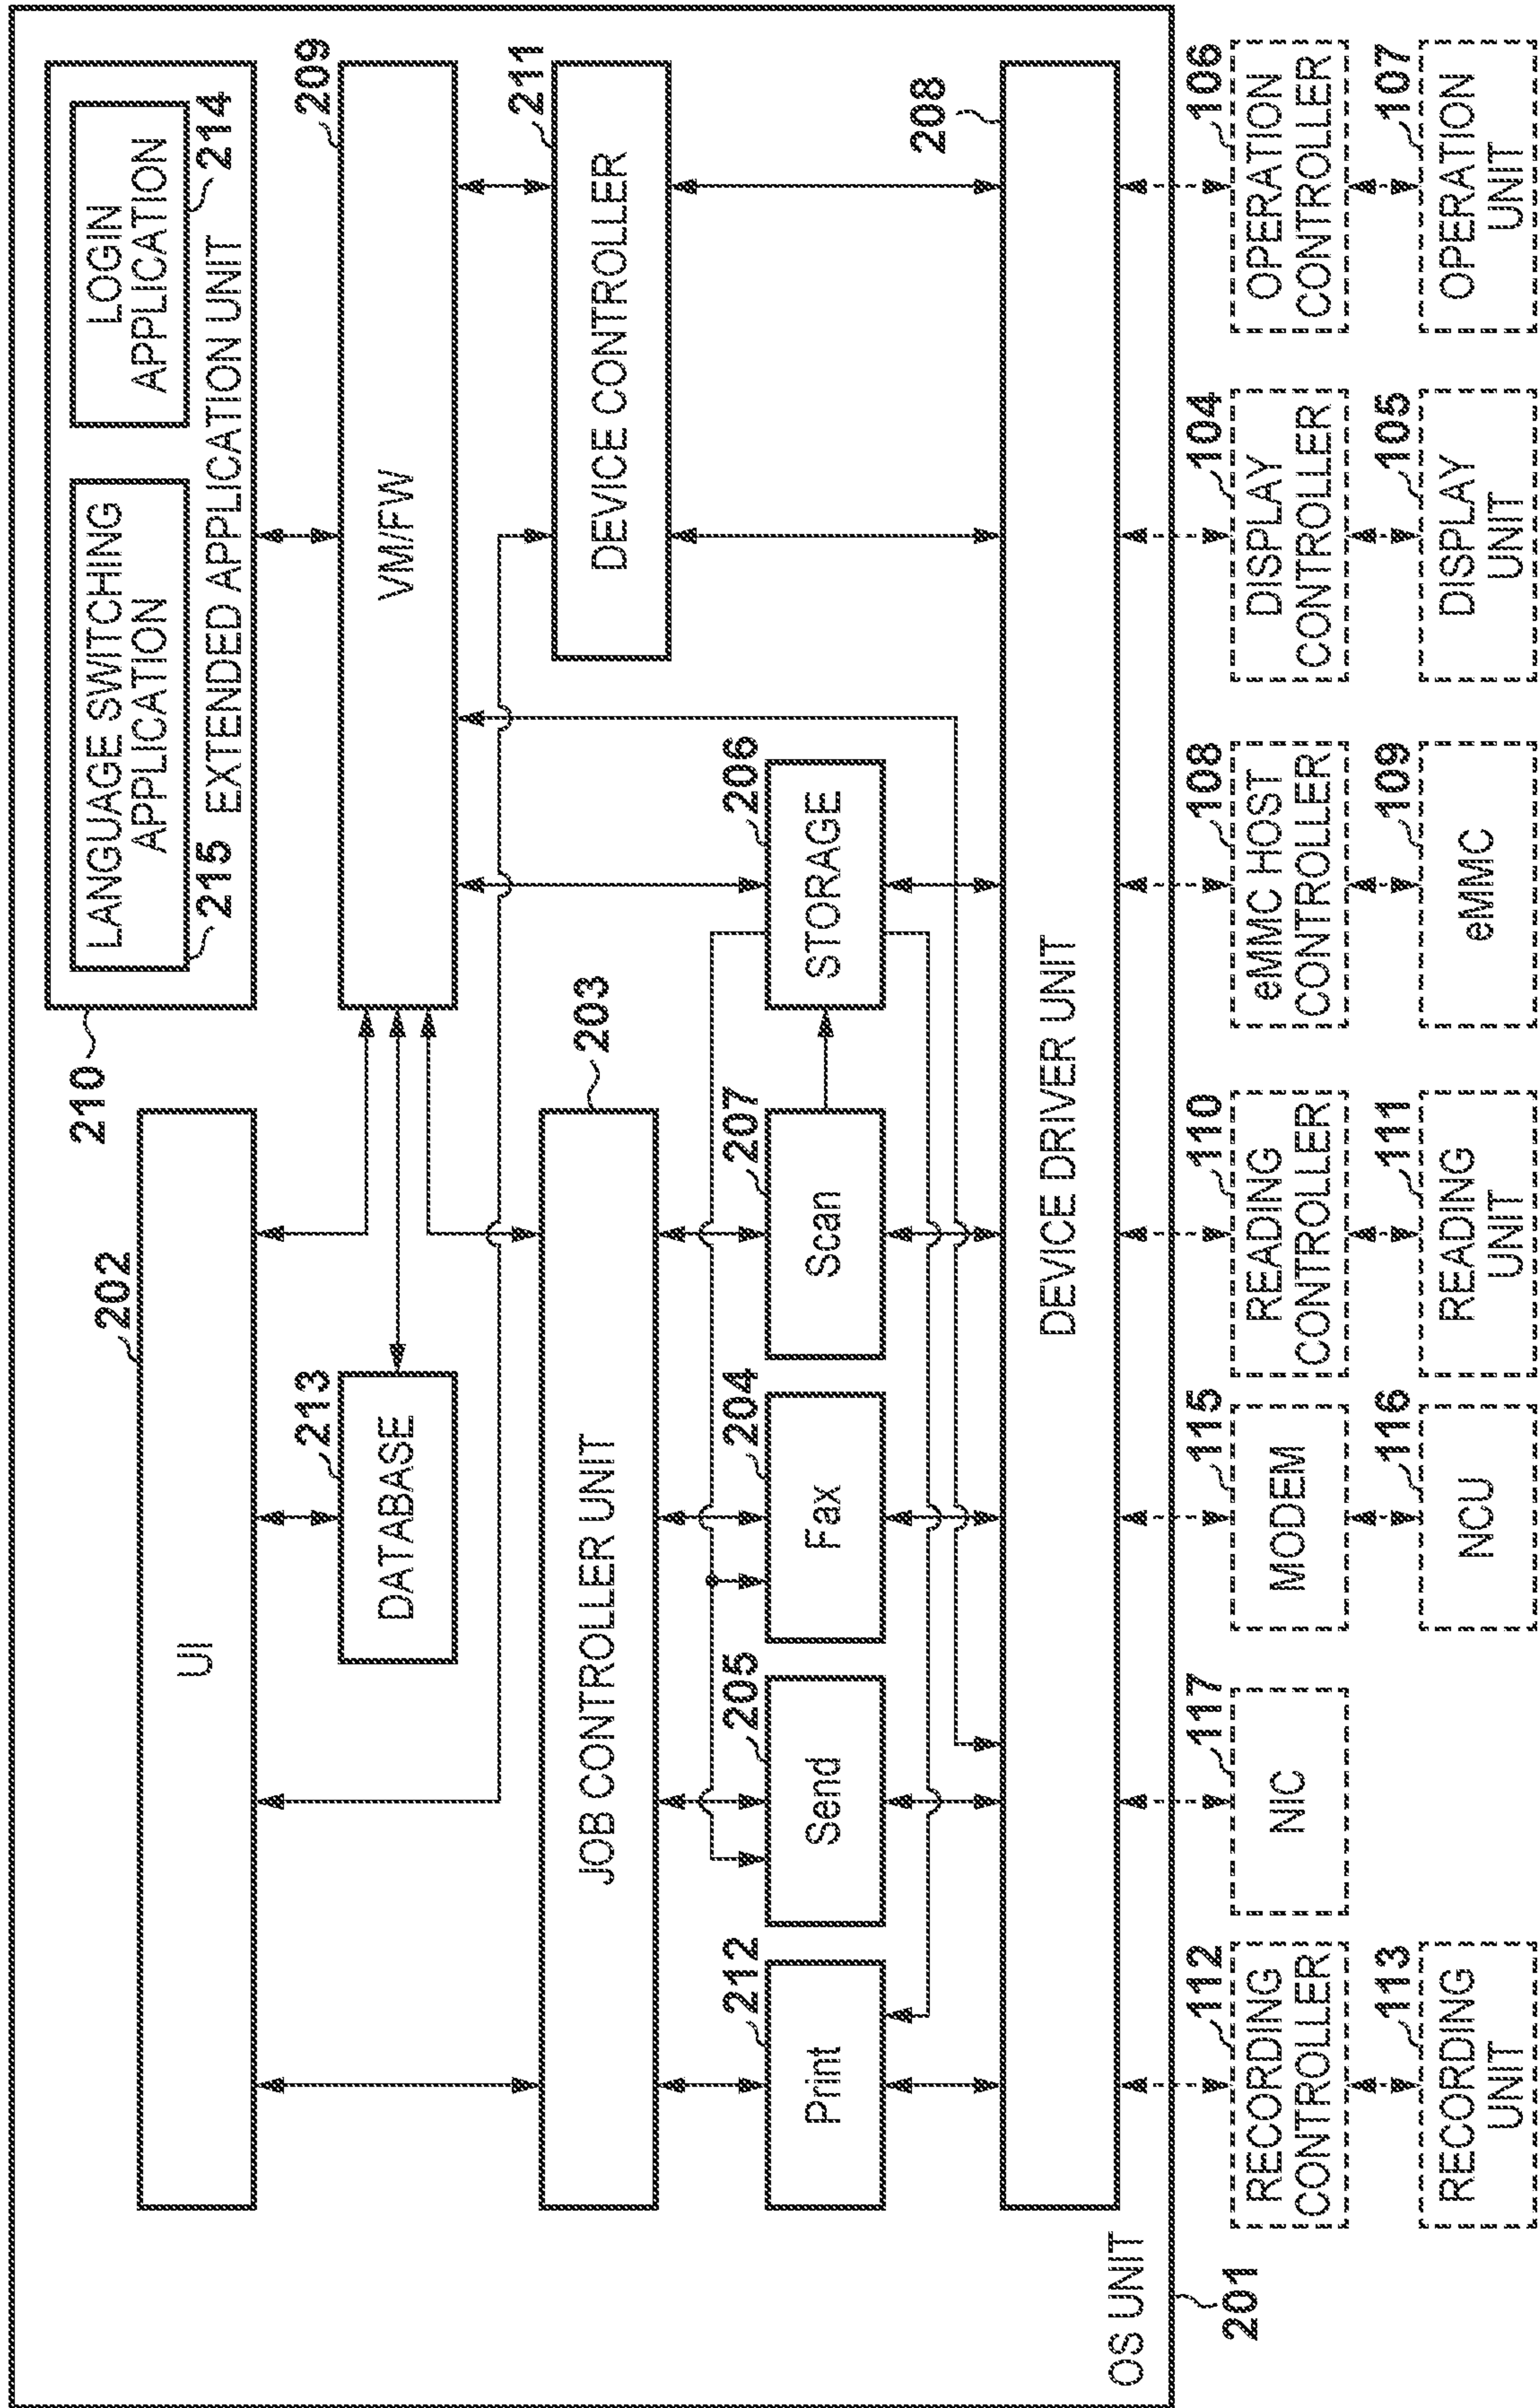 210
LANGUAGE SWITCHING
APPLICATION
LOGIN
APPLICATION
215
EXTENDED APPLICATION UNIT
214
202
UI
213
DATABASE
209
VM/FW
203
JOB CONTROLLER UNIT
211
DEVICE CONTROLLER
212
Print
205
Send
204
Fax
207
Scan
206
STORAGE
208
DEVICE DRIVER UNIT
OS UNIT
201
112
RECORDING
CONTROLLER
117
NIC
115
MODEM
110
READING
CONTROLLER
108
eMMC HOST
CONTROLLER
104
DISPLAY
CONTROLLER
106
OPERATION
CONTROLLER
113
RECORDING
UNIT
116
NCU
111
READING
UNIT
109
eMMC
105
DISPLAY
UNIT
107
OPERATION
UNIT